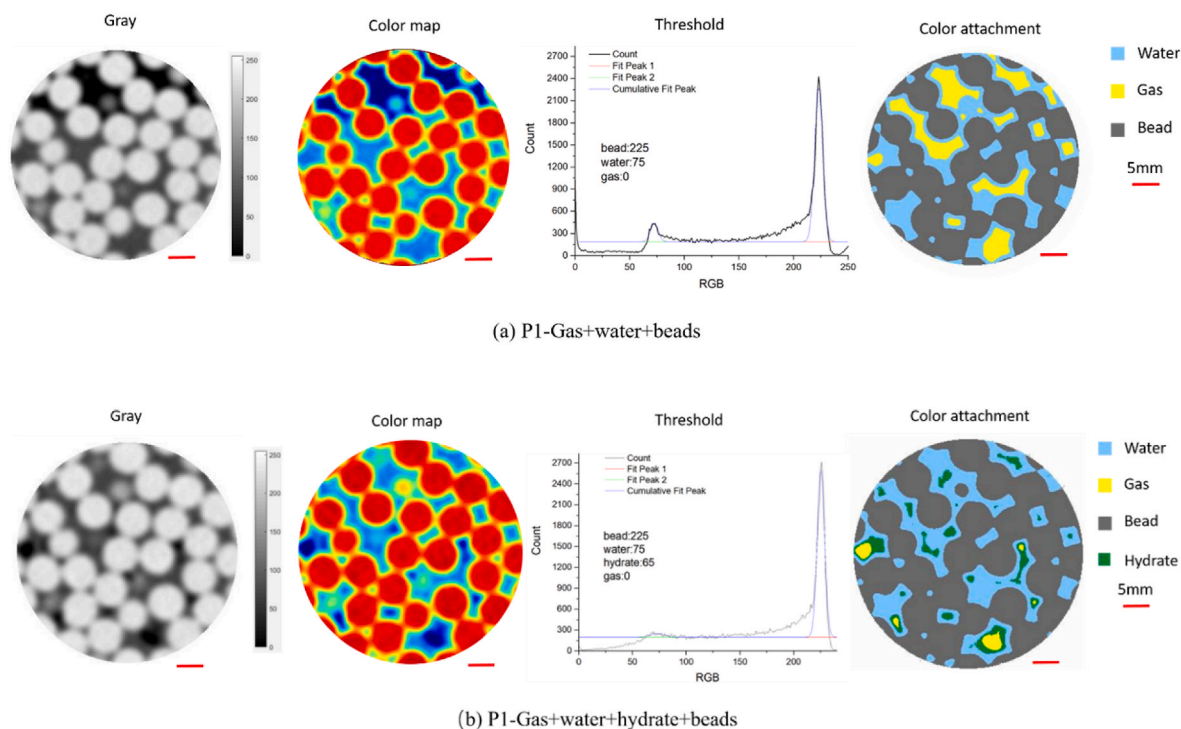 Gray
Color map
Threshold
Color attachment
250
200
150
100
50
0
2700
2400
2100
1800
1500
1200
900
600
300
0
Count
Count
Fit Peak 1
Fit Peak 2
Cumulative Fit Peak
bead:225
water:75
gas:0
0 50 100 150 200 250
RGB
Water
Gas
Bead
5mm
(a) P1-Gas+water+beads
Gray
Color map
Threshold
Color attachment
250
200
150
100
50
0
2700
2400
2100
1800
1500
1200
900
600
300
0
Count
Count
Fit Peak 1
Fit Peak 2
Cumulative Fit Peak
bead:225
water:75
hydrate:65
gas:0
0 50 100 150 200
RGB
Water
Gas
Bead
Hydrate
5mm
(b) P1-Gas+water+hydrate+beads